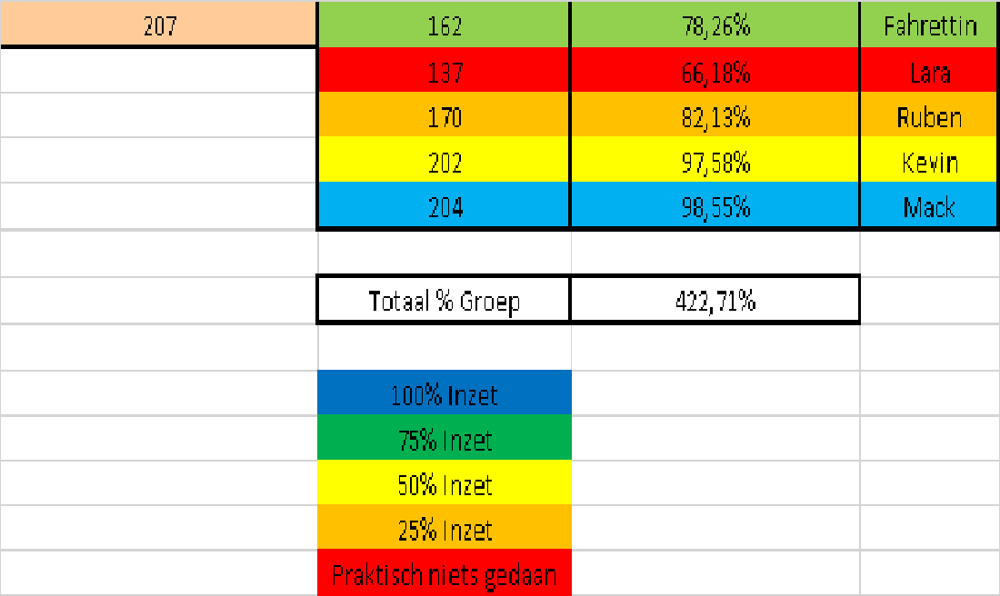 207 162 78,26% Fahrettin
137 66,18% Lara
170 82,13% Ruben
202 97,58% Kevin
204 98,55% Mack
Totaal % Groep 422,71%
100% Inzet
75% Inzet
50% Inzet
25% Inzet
Praktisch niets gedaan